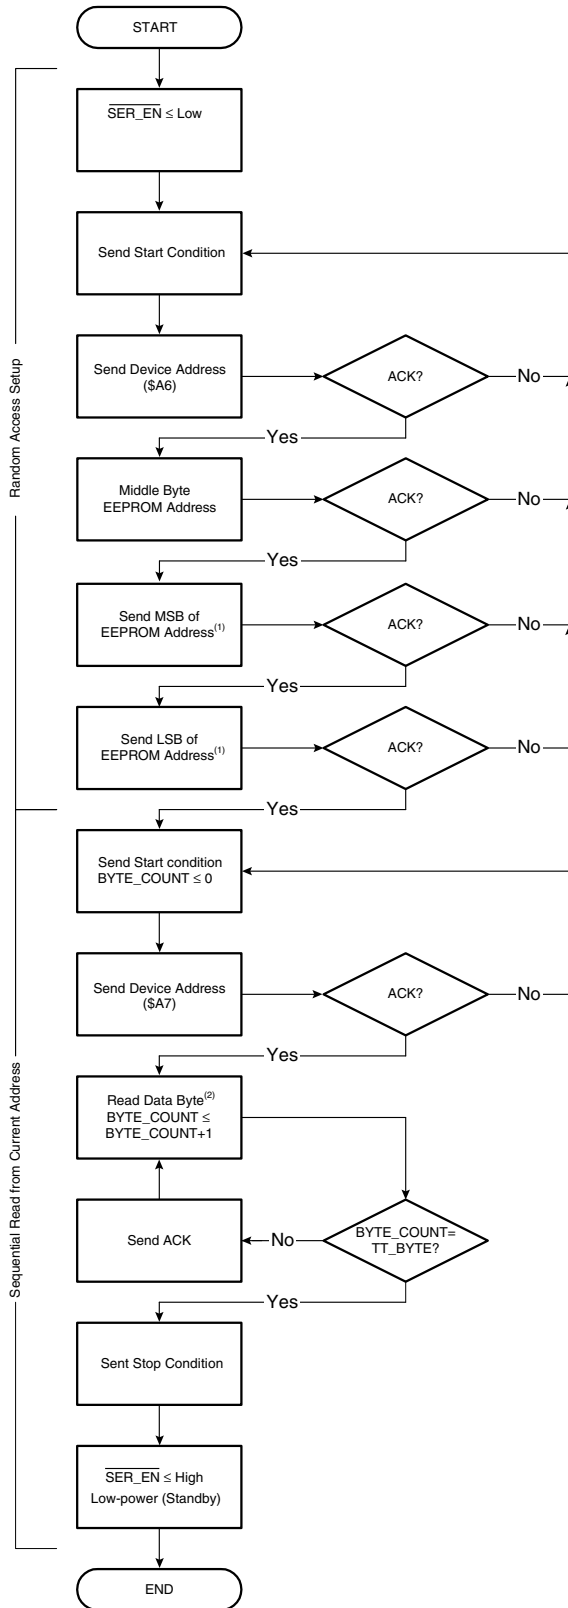 START
SER_EN ≤ Low
Send Start Condition
Send Device Address
($A6)
ACK?
No
Yes
Middle Byte
EEPROM Address
ACK?
No
Yes
Send MSB of
EEPROM Address(1)
ACK?
No
Yes
Send LSB of
EEPROM Address(1)
ACK?
No
Yes
Random Access Setup
Send Start condition
BYTE_COUNT ≤ 0
Send Device Address
($A7)
ACK?
No
Yes
Read Data Byte(2)
BYTE_COUNT ≤
BYTE_COUNT+1
BYTE_COUNT=
TT_BYTE?
No
Send ACK
Yes
Sent Stop Condition
SER_EN ≤ High
Low-power (Standby)
Sequential Read from Current Address
END